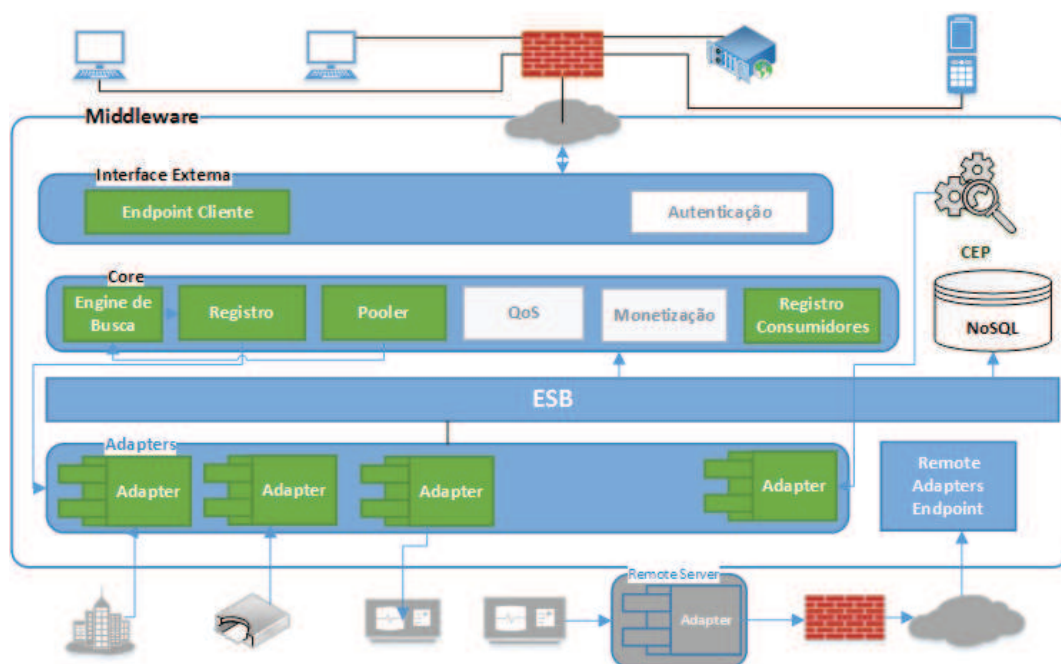 Middleware
Interface Externa
Endpoint Cliente
Autenticação
CEP
Core
Engine de
Busca
Registro
Pooler
QoS
Monetização
Registro
Consumidores
NoSQL
ESB
Adapters
Adapter
Adapter
Adapter
Adapter
Remote
Adapters
Endpoint
Remote Server
Adapter